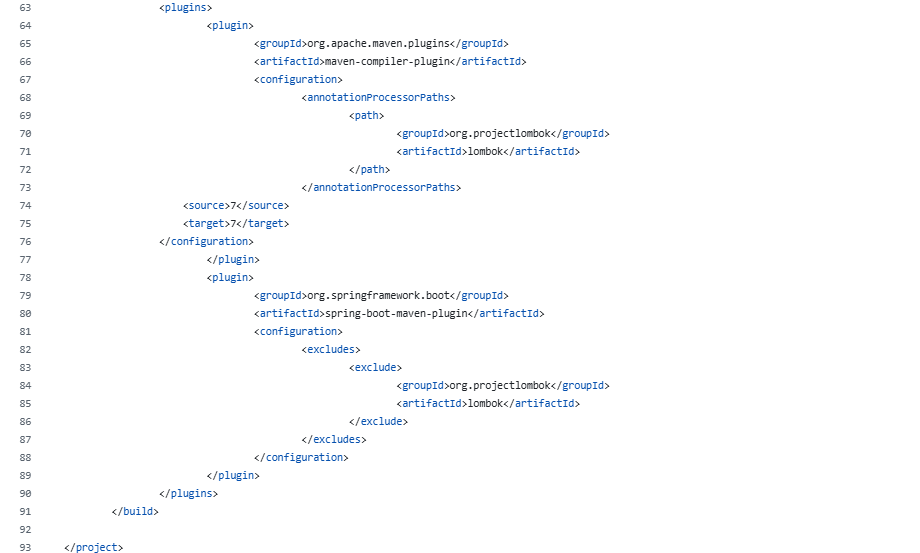 63 <plugins>
64 <plugin>
65 <groupId>org.apache.maven.plugins</groupId>
66 <artifactId>maven-compiler-plugin</artifactId>
67 <configuration>
68 <annotationProcessorPaths>
69 <path>
70 <groupId>org.projectlombok</groupId>
71 <artifactId>lombok</artifactId>
72 </path>
73 </annotationProcessorPaths>
74 <source>7</source>
75 <target>7</target>
76 </configuration>
77 </plugin>
78 <plugin>
79 <groupId>org.springframework.boot</groupId>
80 <artifactId>spring-boot-maven-plugin</artifactId>
81 <configuration>
82 <excludes>
83 <exclude>
84 <groupId>org.projectlombok</groupId>
85 <artifactId>lombok</artifactId>
86 </exclude>
87 </excludes>
88 </configuration>
89 </plugin>
90 </plugins>
91 </build>
92
93 </project>